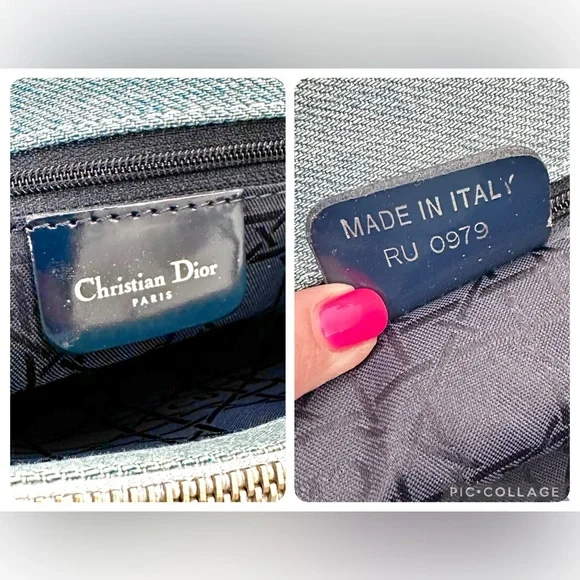 Christian Dior
PARIS
MADE IN ITALY
RU 0979
PIC•COLLAGE